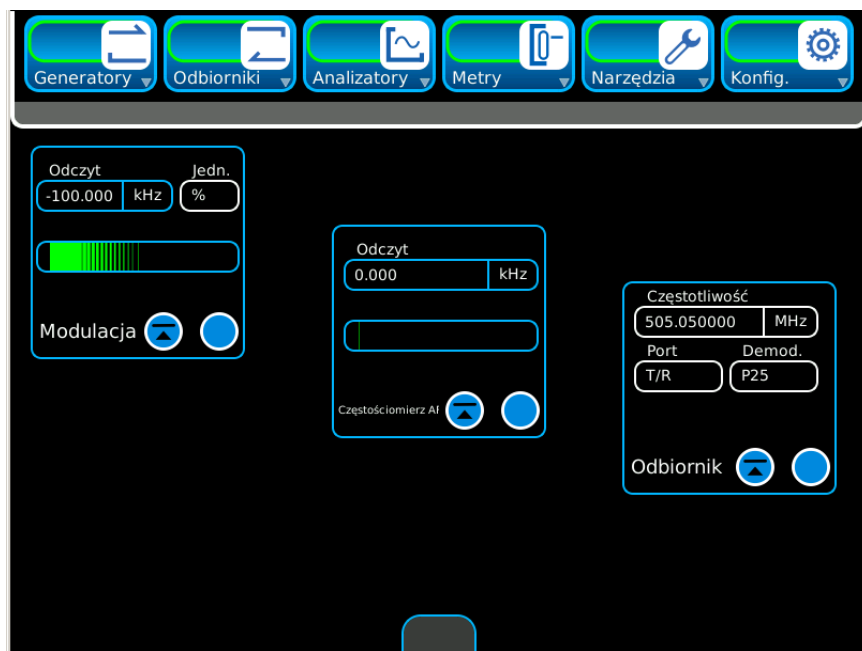 Generatory Odbiorniki Analizatory Metry Narzędzia Konfig.
Odczyt Jedn.
-100.000 kHz %
Modulacja
Odczyt
0.000 kHz
Częstościomierz AF
Częstotliwość
505.050000 MHz
Port Demod.
T/R P25
Odbiornik